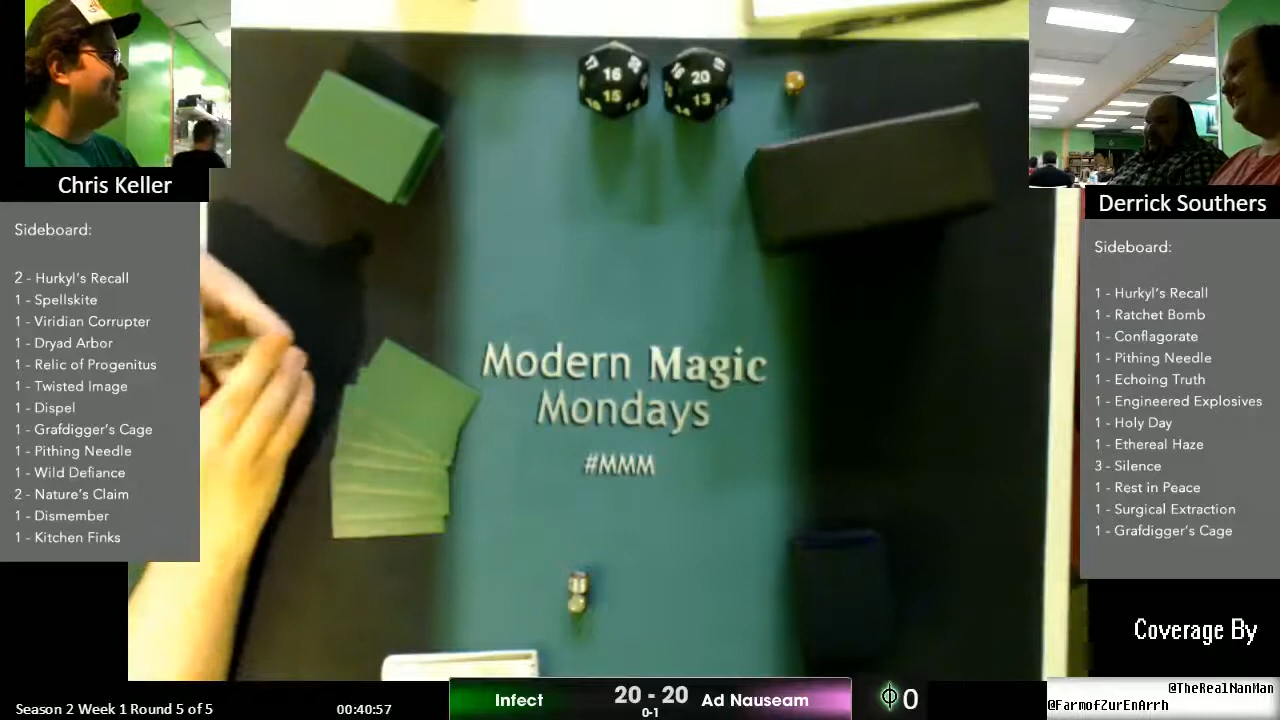 Chris Keller
Sideboard:
2 - Hurkyl's Recall
1 - Spellskite
1 - Viridian Corrupter
1 - Dryad Arbor
1 - Relic of Progenitus
1 - Twisted Image
1 - Dispel
1 - Grafdigger's Cage
1 - Pithing Needle
1 - Wild Defiance
2 - Nature's Claim
1 - Dismember
1 - Kitchen Finks
16
15
20
13
Modern Magic
Mondays
#MMM
Derrick Southers
Sideboard:
1 - Hurkyl's Recall
1 - Ratchet Bomb
1 - Conflagorate
1 - Pithing Needle
1 - Echoing Truth
1 - Engineered Explosives
1 - Holy Day
1 - Ethereal Haze
3 - Silence
1 - Rest in Peace
1 - Surgical Extraction
1 - Grafdigger's Cage
Coverage By
@TheRealNanMan
@FarmofZurEnArrh
Season 2 Week 1 Round 5 of 5
00:40:57
Infect
20 - 20
0-1
Ad Nauseam
0